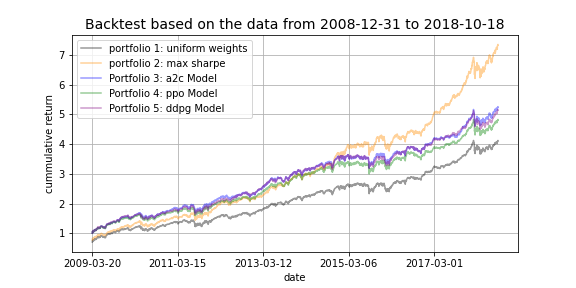 Backtest based on the data from 2008-12-31 to 2018-10-18
portfolio 1: uniform weights
portfolio 2: max sharpe
Portfolio 3: a2c Model
Portfolio 4: ppo Model
Portfolio 5: ddpg Model
cummulative return
7
6
5
4
3
2
1
2009-03-20
2011-03-15
2013-03-12
2015-03-06
2017-03-01
date